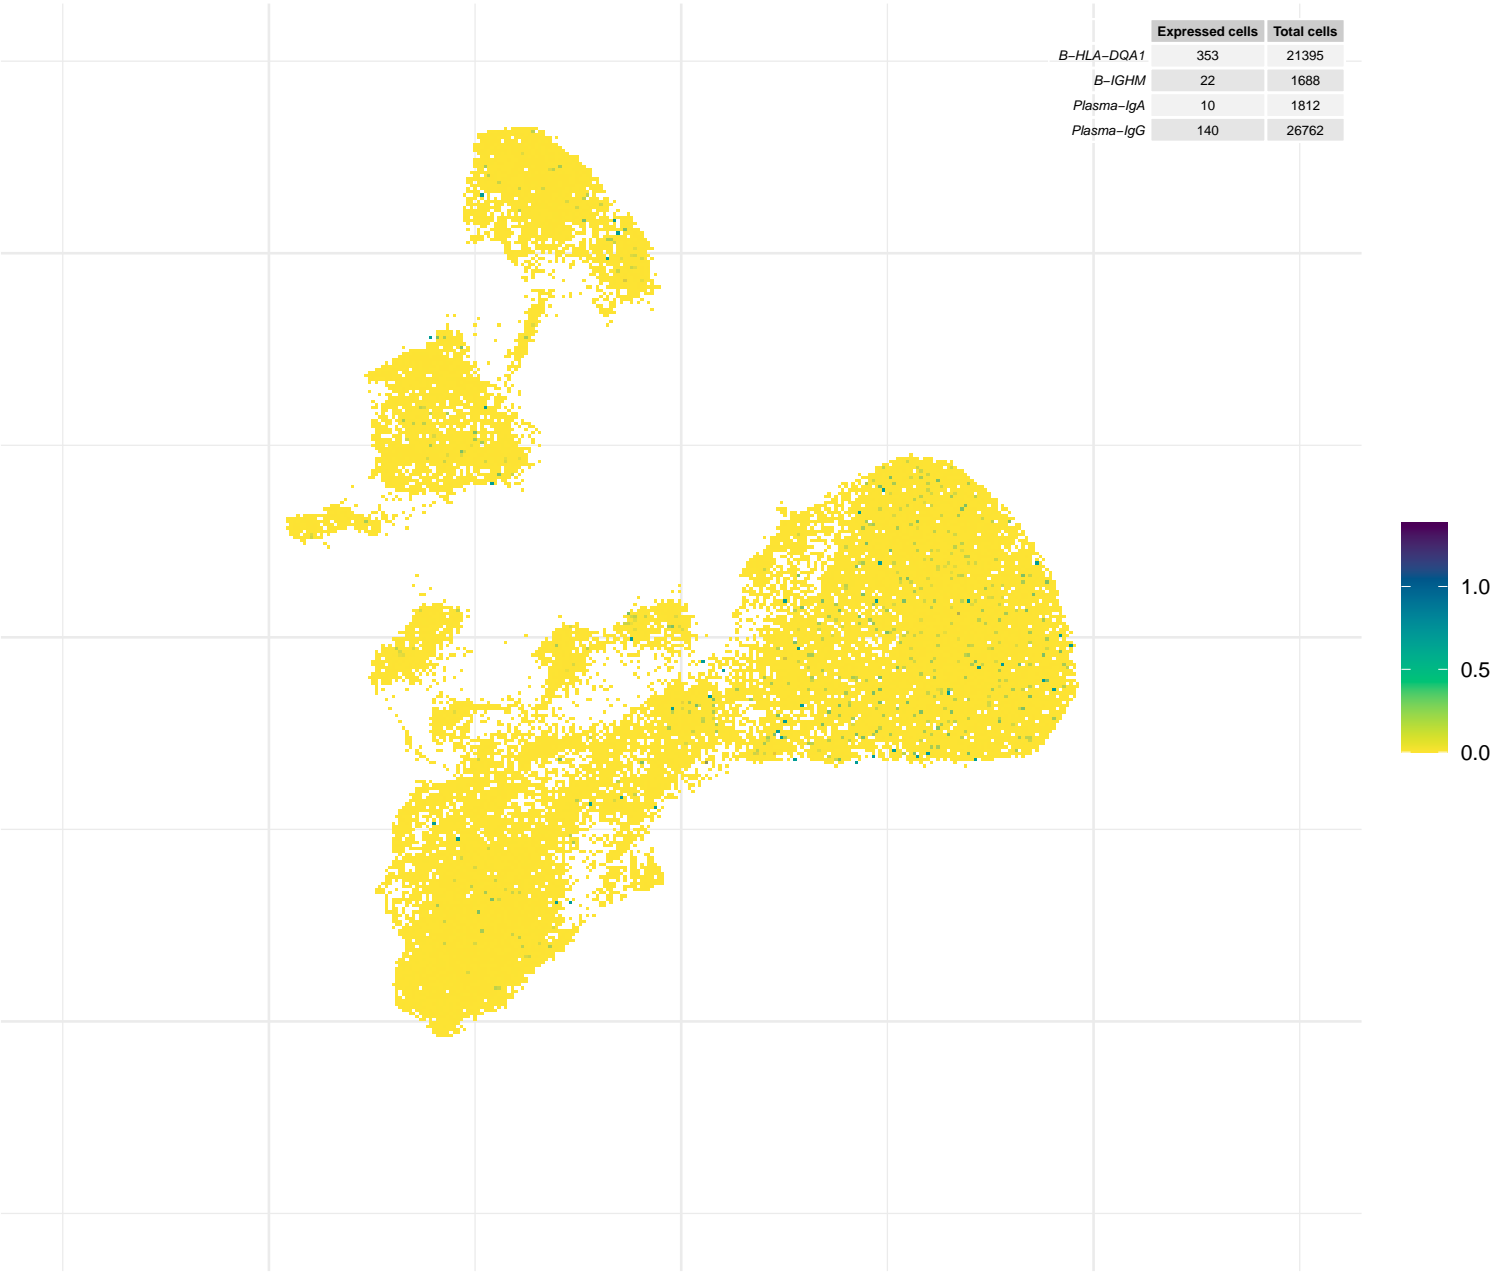 Expressed cells Total cells
B−HLA−DQA1 353 21395
B−IGHM 22 1688
Plasma−IgA 10 1812
Plasma−IgG 140 26762
1.0
0.5
0.0